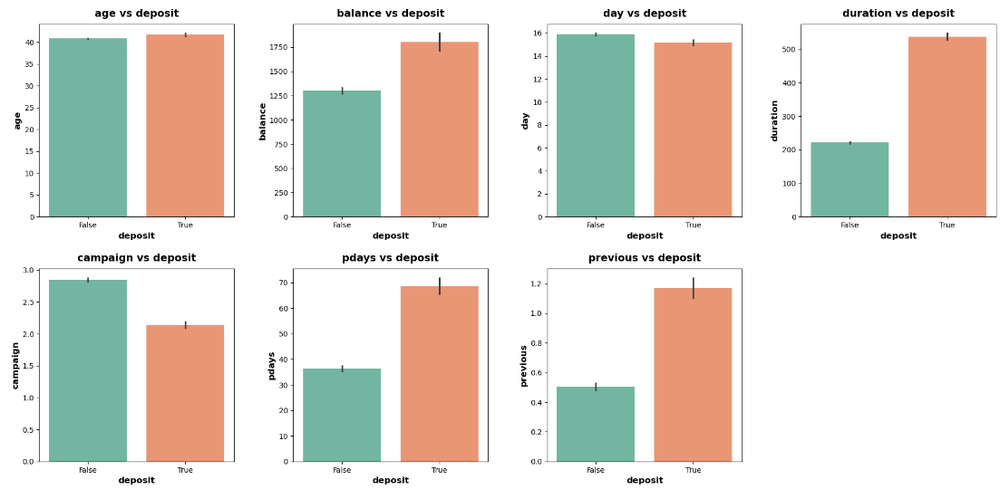 age vs deposit
age
40
35
30
25
20
15
10
5
0
False True
deposit
balance vs deposit
balance
1750
1500
1250
1000
750
500
250
0
False True
deposit
day vs deposit
day
16
14
12
10
8
6
4
2
0
False True
deposit
duration vs deposit
duration
500
400
300
200
100
0
False True
deposit
campaign vs deposit
campaign
3.0
2.5
2.0
1.5
1.0
0.5
0.0
False True
deposit
pdays vs deposit
pdays
70
60
50
40
30
20
10
0
False True
deposit
previous vs deposit
previous
1.2
1.0
0.8
0.6
0.4
0.2
0.0
False True
deposit